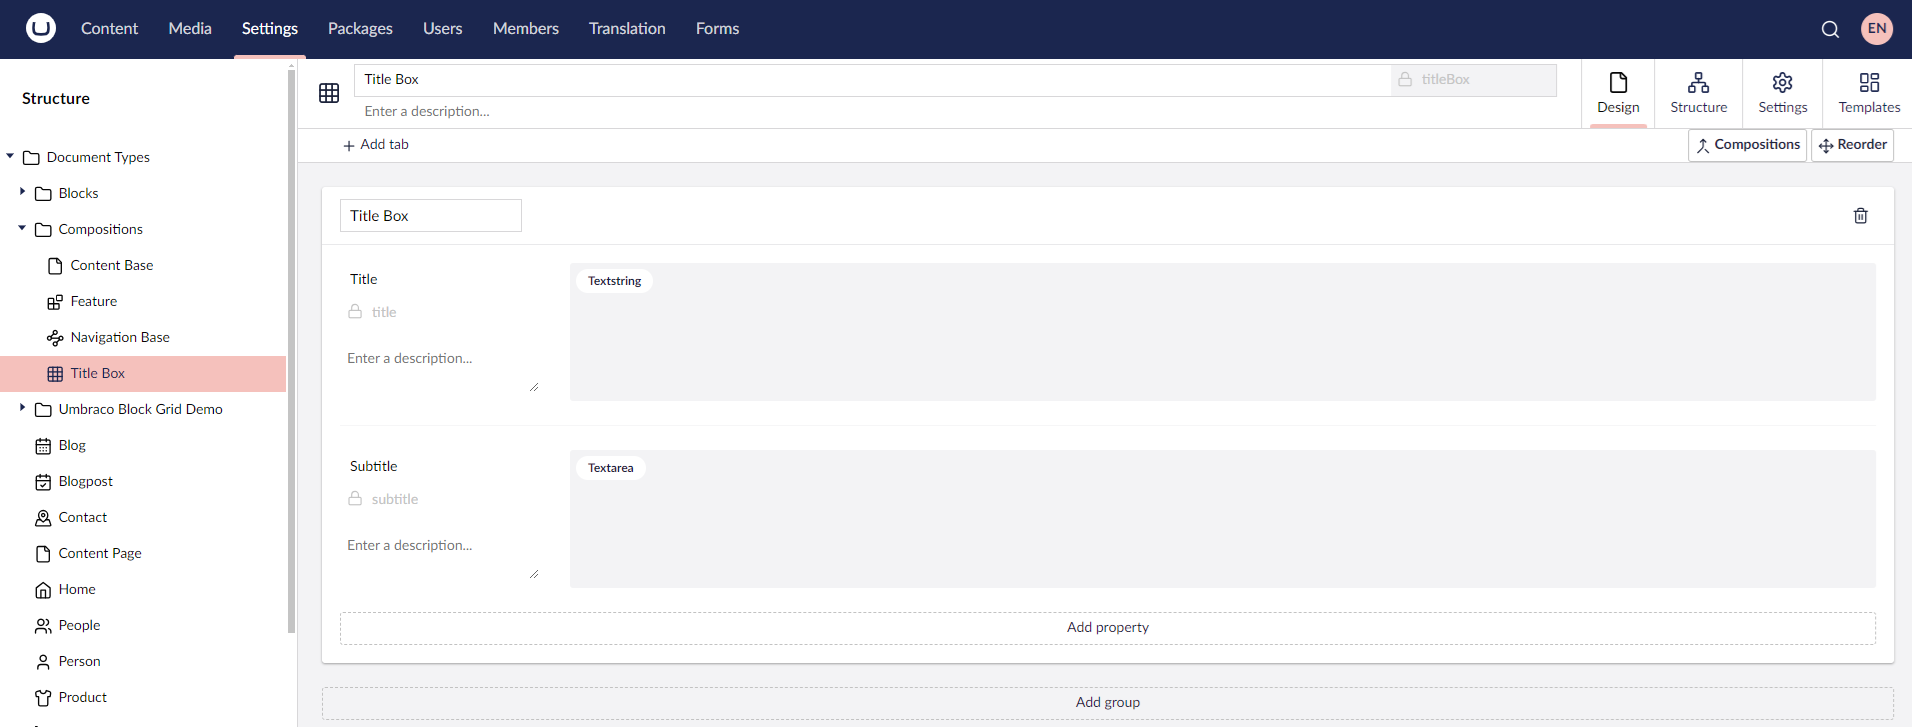 Content Media Settings Packages Users Members Translation Forms EN
Structure
Document Types
Blocks
Compositions
Content Base
Feature
Navigation Base
Title Box
Umbraco Block Grid Demo
Blog
Blogpost
Contact
Content Page
Home
People
Person
Product
Title Box titleBox
Enter a description...
Design Structure Settings Templates
Add tab Compositions Reorder
Title Box
Title Textstring
title
Enter a description...
Subtitle Textarea
subtitle
Enter a description...
Add property
Add group